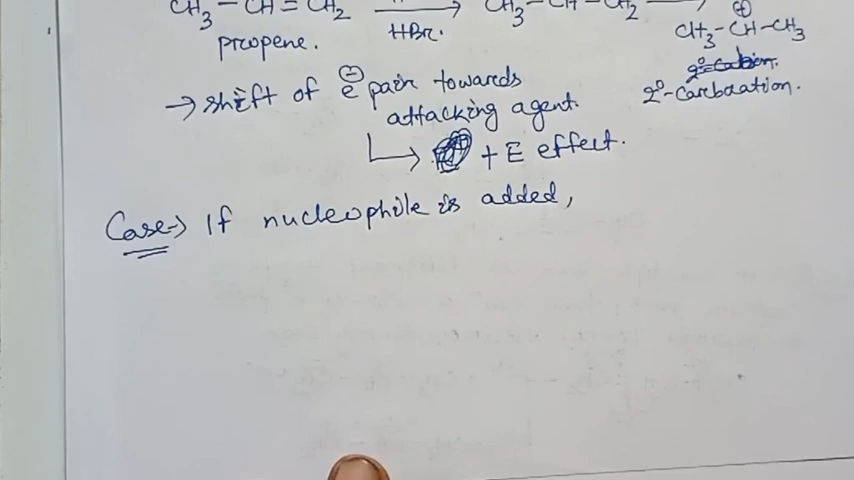 CH3 - CH = CH2 → CH3 - CH - CH2 →
HBr.
propene.
⊕
CH3-CH-CH3
2°-Carbocation.
→ shift of e⊖ pair towards
attacking agent.
↳ + E effect.
Case→ If nucleophile is added,